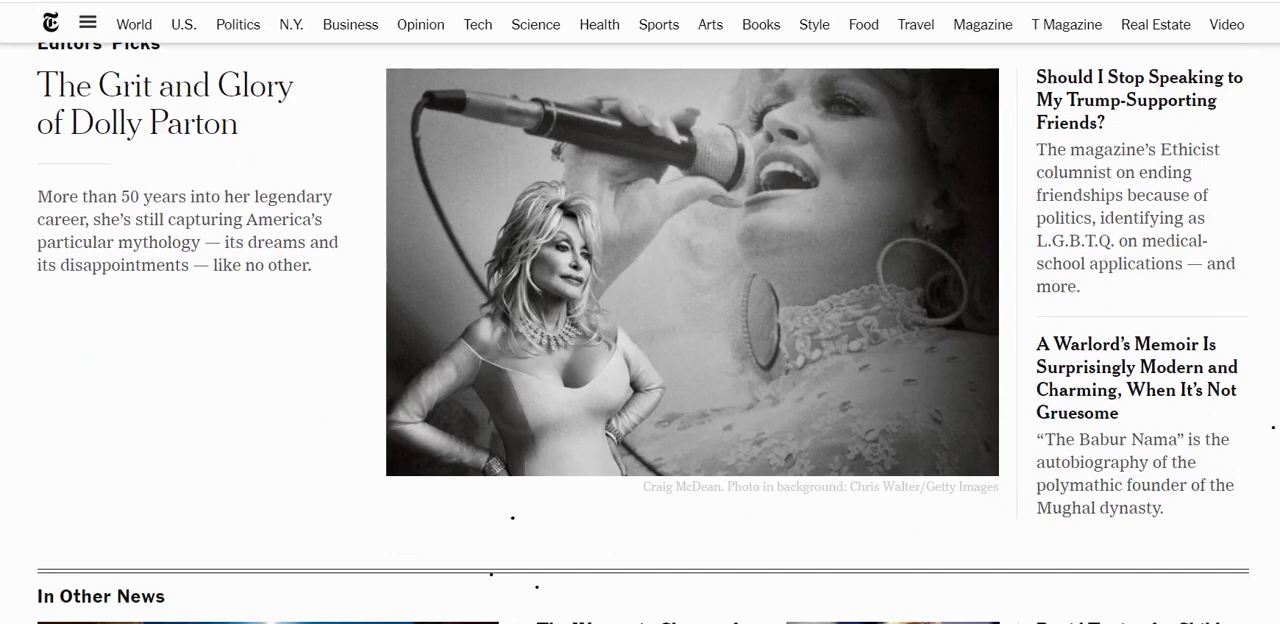 World U.S. Politics N.Y. Business Opinion Tech Science Health Sports Arts Books Style Food Travel Magazine T Magazine Real Estate Video
Editors' Picks
The Grit and Glory
of Dolly Parton
More than 50 years into her legendary
career, she's still capturing America's
particular mythology — its dreams and
its disappointments — like no other.
Craig McDean. Photo in background: Chris Walter/Getty Images
Should I Stop Speaking to
My Trump-Supporting
Friends?
The magazine's Ethicist
columnist on ending
friendships because of
politics, identifying as
L.G.B.T.Q. on medical-
school applications — and
more.
A Warlord's Memoir Is
Surprisingly Modern and
Charming, When It's Not
Gruesome
“The Babur Nama” is the
autobiography of the
polymathic founder of the
Mughal dynasty.
In Other News